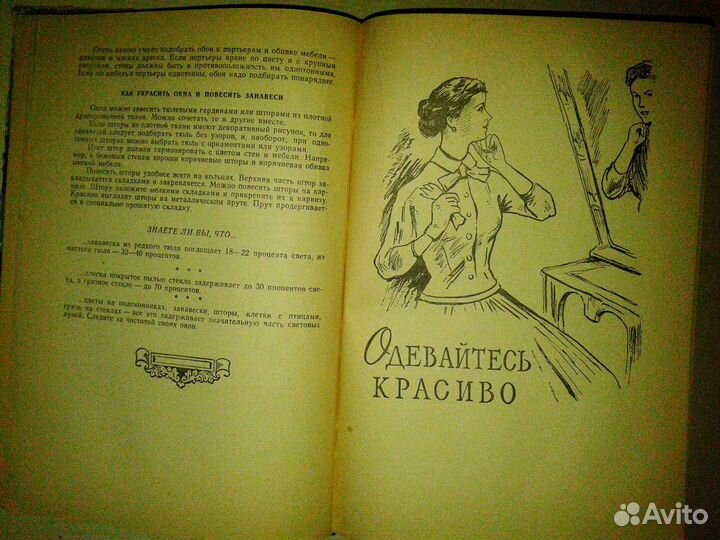 Очень важно умело подобрать обои к портьерам и обивке мебели —
диванов и мягких кресел. Если портьеры яркие по цвету и с крупным
рисунком, стены должны быть в противоположность им однотонными.
Если же мебель и портьеры однотонны, обои надо подбирать понаряднее.
КАК УКРАСИТЬ ОКНА И ПОВЕСИТЬ ЗАНАВЕСИ
Окна можно завесить тюлевыми гардинами или шторами из плотной
драпировочной ткани. Можно сочетать те и другие вместе.
Если шторы из плотной ткани имеют декоративный рисунок, то для
занавесей следует подбирать тюль без узоров, и, наоборот, при одно-
тонных шторах можно выбрать тюль с орнаментами или узорами.
Цвет штор должен гармонировать с цветом стен и мебели. Напри-
мер, к бежевым стенам хороши коричневые шторы и коричневая обивка
мягкой мебели.
Повесить шторы удобнее всего на кольцах. Верхняя часть штор за-
кладывается складками и закрепляется. Можно повесить шторы на кар-
низе. Штору заложите мелкими складками и прикрепите их к карнизу.
Красиво выглядят шторы на металлическом пруте. Прут продергивает-
ся в специально прошитую складку.
ЗНАЕТЕ ЛИ ВЫ, ЧТО...
...занавеска из редкого тюля поглощает 18—22 процента света, из
частого тюля — 32—40 процентов.
* * *
...слегка покрытое пылью стекло задерживает до 30 процентов све-
та, а грязное стекло — до 70 процентов.
* * *
...цветы на подоконниках, занавески, шторы, клетки с птицами,
грязь на стеклах — все это задерживает значительную часть световых
лучей. Следите за чистотой своих окон.
ОДЕВАЙТЕСЬ
КРАСИВО
Avito